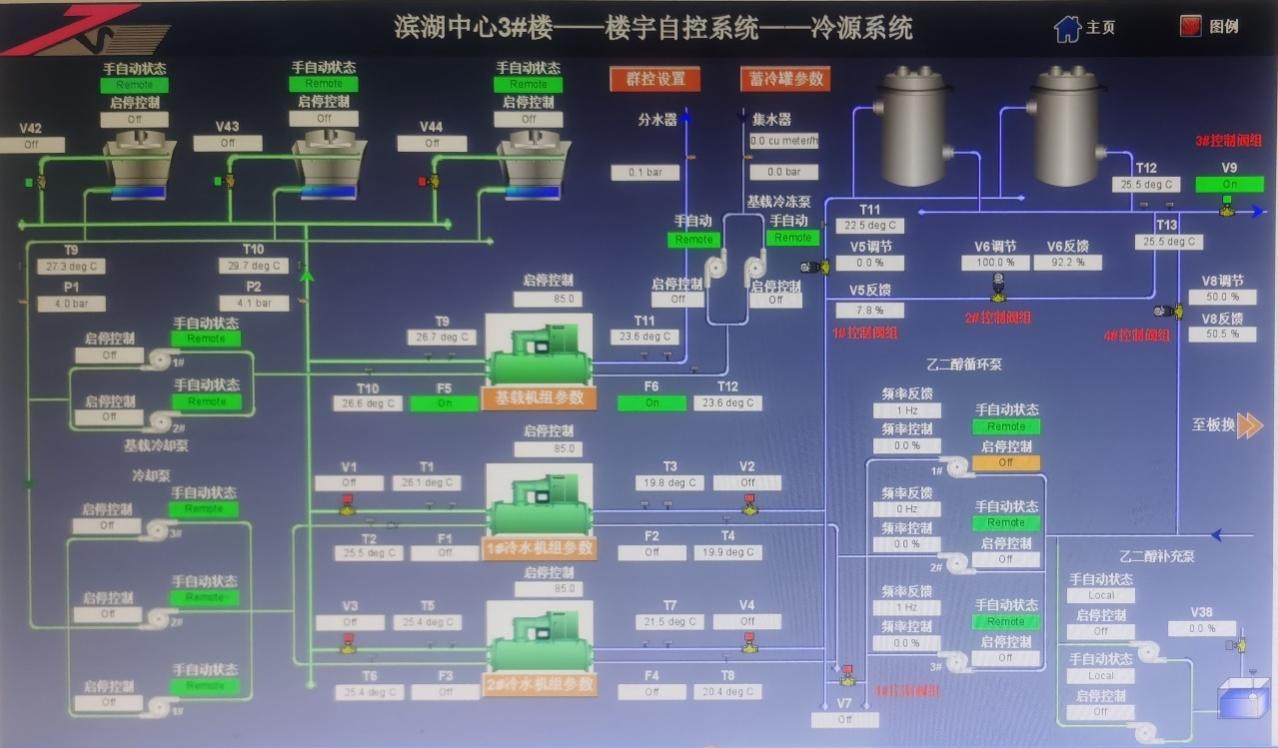 滨湖中心3#楼——楼宇自控系统——冷源系统
主页
图例
手自动状态
Remote
启停控制
Off
手自动状态
Remote
启停控制
Off
手自动状态
Remote
启停控制
Off
V42
Off
V43
Off
V44
Off
群控设置
蓄冷罐参数
分水器
集水器
0.0 cu meter/h
0.1 bar
0.0 bar
基载冷冻泵
手自动
Remote
手自动
Remote
启停控制
Off
启停控制
Off
3#控制阀组
T12
25.5 deg C
V9
On
T11
22.5 deg C
T13
25.5 deg C
V5调节
0.0 %
V6调节
100.0 %
V6反馈
92.2 %
V5反馈
7.8 %
V8调节
50.0 %
V8反馈
50.5 %
1#控制阀组
2#控制阀组
4#控制阀组
T9
27.3 deg C
T10
29.7 deg C
P1
4.0 bar
P2
4.1 bar
手自动状态
Remote
启停控制
Off
1#
手自动状态
Remote
启停控制
Off
2#
基载冷却泵
启停控制
85.0
T9
26.7 deg C
T11
23.6 deg C
T10
26.6 deg C
F5
On
基载机组参数
F6
On
T12
23.6 deg C
冷却泵
手自动状态
Remote
启停控制
Off
3#
手自动状态
Remote
启停控制
Off
2#
手自动状态
Remote
启停控制
Off
1#
启停控制
85.0
V1
Off
T1
26.1 deg C
T3
19.8 deg C
V2
Off
T2
25.5 deg C
F1
Off
1#冷水机组参数
F2
Off
T4
19.9 deg C
启停控制
85.0
V3
Off
T5
25.4 deg C
T7
21.5 deg C
V4
Off
T6
25.4 deg C
F3
Off
2#冷水机组参数
F4
Off
T8
20.4 deg C
V7
Off
乙二醇循环泵
频率反馈
1 Hz
频率控制
0.0 %
手自动状态
Remote
启停控制
Off
1#
频率反馈
0 Hz
频率控制
0.0 %
手自动状态
Remote
启停控制
Off
2#
频率反馈
1 Hz
频率控制
0.0 %
手自动状态
Remote
启停控制
Off
3#
至板换
乙二醇补充泵
手自动状态
Local
启停控制
Off
手自动状态
Local
启停控制
Off
V38
0.0 %